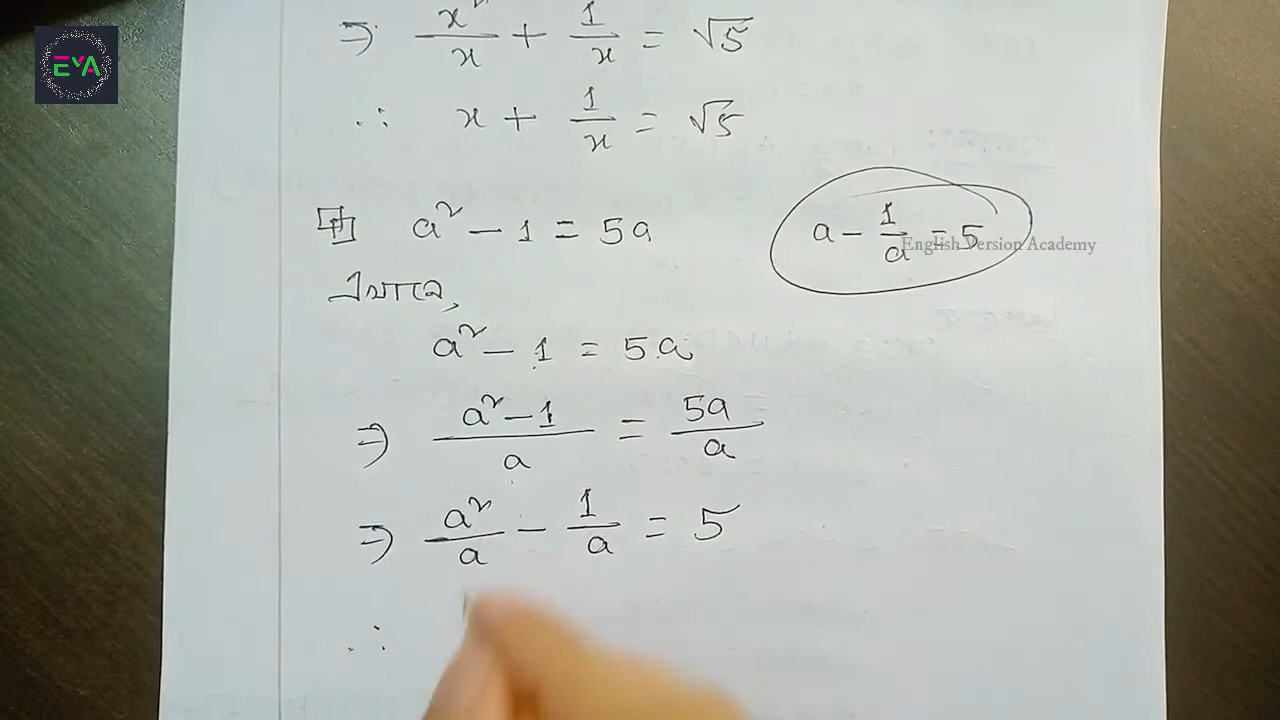 EYA
⇒ x²/x + 1/x = √5
∴ x + 1/x = √5
a² - 1 = 5a
a - 1/a = 5
English Version Academy
এখানে,
a² - 1 = 5a
⇒ (a² - 1)/a = 5a/a
⇒ a²/a - 1/a = 5
∴